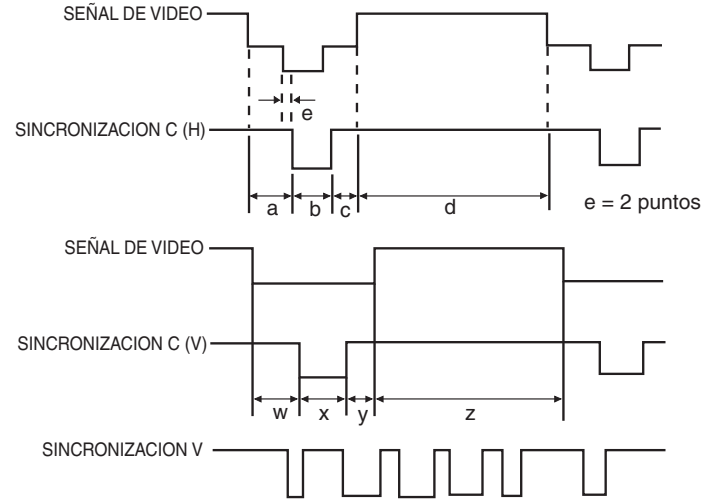 SEÑAL DE VIDEO
e
SINCRONIZACION C (H)
a b c d
e = 2 puntos
SEÑAL DE VIDEO
SINCRONIZACION C (V)
w x y z
SINCRONIZACION V